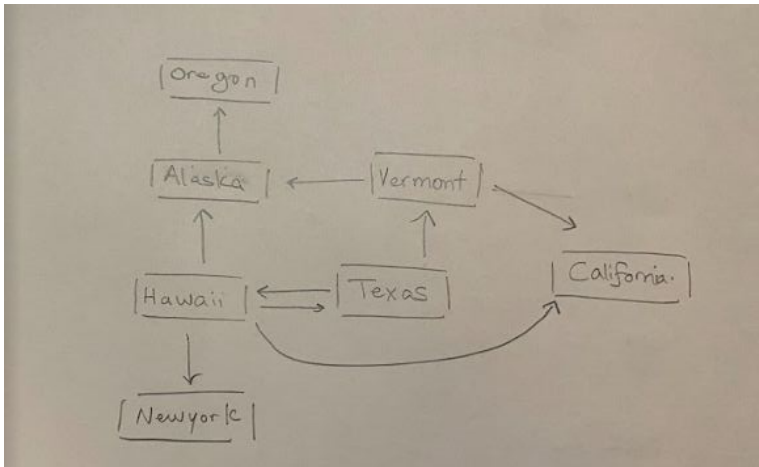 Oregon
Alaska
Vermont
California.
Hawaii
Texas
Newyork